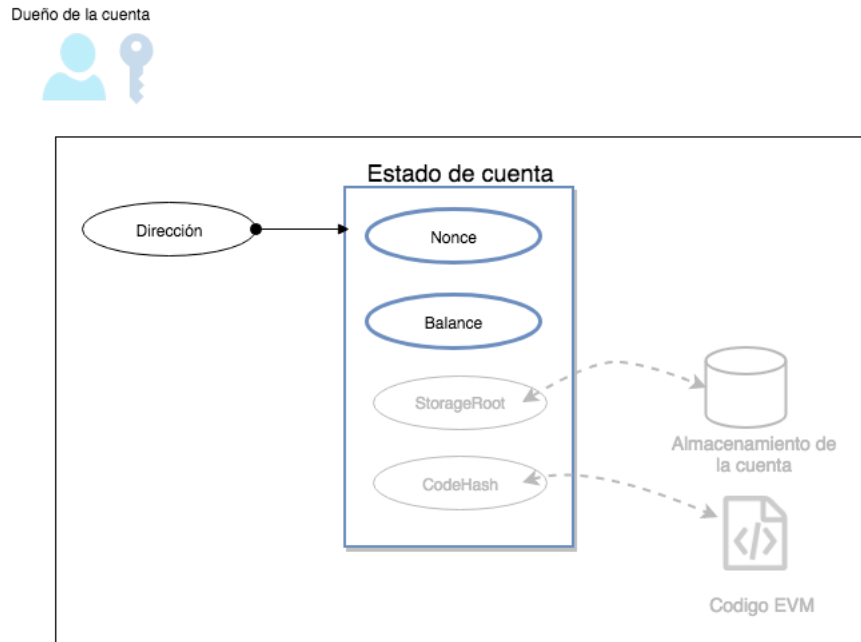 Dueño de la cuenta
Estado de cuenta
Dirección
Nonce
Balance
StorageRoot
Almacenamiento de
la cuenta
CodeHash
</>
Codigo EVM